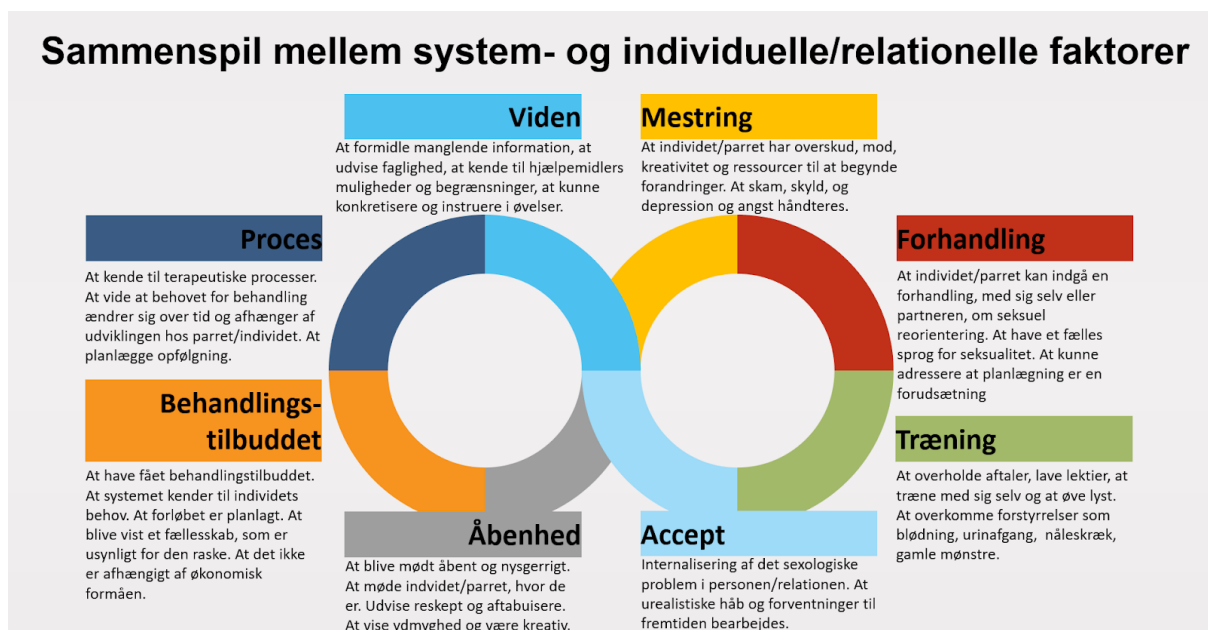 Sammenspil mellem system- og individuelle/relationelle faktorer
Viden
At formidle manglende information, at
udvise faglighed, at kende til hjælpemidlers
muligheder og begrænsninger, at kunne
konkretisere og instruere i øvelser.
Mestring
At individet/parret har overskud, mod,
kreativitet og ressourcer til at begynde
forandringer. At skam, skyld, og
depression og angst håndteres.
Proces
At kende til terapeutiske processer.
At vide at behovet for behandling
ændrer sig over tid og afhænger af
udviklingen hos parret/individet. At
planlægge opfølgning.
Forhandling
At individet/parret kan indgå en
forhandling, med sig selv eller
partneren, om seksuel
reorientering. At have et fælles
sprog for seksualitet. At kunne
adressere at planlægning er en
forudsætning
Behandlings-
tilbuddet
At have fået behandlingstilbuddet.
At systemet kender til individets
behov. At forløbet er planlagt. At
blive vist et fællesskab, som er
usynligt for den raske. At det ikke
er afhængigt af økonomisk
formåen.
Træning
At overholde aftaler, lave lektier, at
træne med sig selv og at øve lyst.
At overkomme forstyrrelser som
blødning, urinafgang, nåleskræk,
gamle mønstre.
Åbenhed
At blive mødt åbent og nysgerrigt.
At møde indvidet/parret, hvor de
er. Udvise reskept og aftabuisere.
At vise ydmyghed og være kreativ.
Accept
Internalisering af det sexologiske
problem i personen/relationen. At
urealistiske håb og forventninger til
fremtiden bearbejdes.